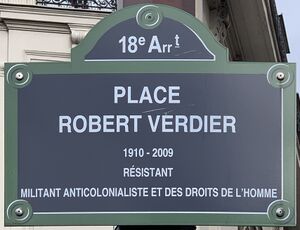 18e Arrt
PLACE
ROBERT VERDIER
1910 - 2009
RÉSISTANT
MILITANT ANTICOLONIALISTE ET DES DROITS DE L'HOMME